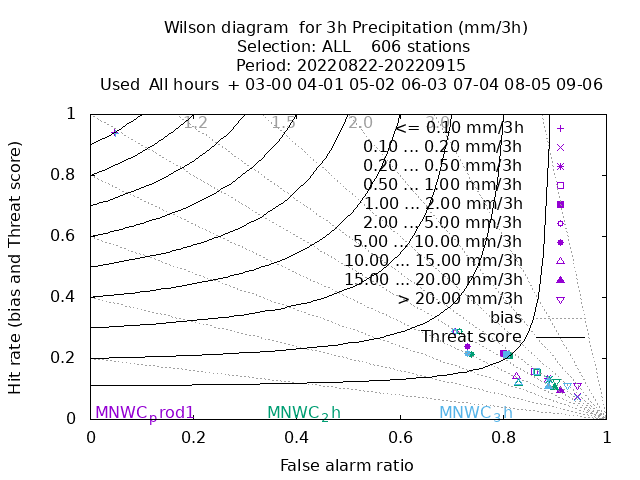 Wilson diagram  for 3h Precipitation (mm/3h)
Selection: ALL    606 stations
Period: 20220822-20220915
Used  All hours  + 03-00 04-01 05-02 06-03 07-04 08-05 09-06
1.2 1.5 2.0 3.0
<= 0.10 mm/3h
0.10 ... 0.20 mm/3h
0.20 ... 0.50 mm/3h
0.50 ... 1.00 mm/3h
1.00 ... 2.00 mm/3h
2.00 ... 5.00 mm/3h
5.00 ... 10.00 mm/3h
10.00 ... 15.00 mm/3h
15.00 ... 20.00 mm/3h
> 20.00 mm/3h
bias
Threat score
1
0.8
0.6
0.4
0.2
0
Hit rate (bias and Threat score)
MNWCprod1 MNWC2h MNWC3h
0 0.2 0.4 0.6 0.8 1
False alarm ratio